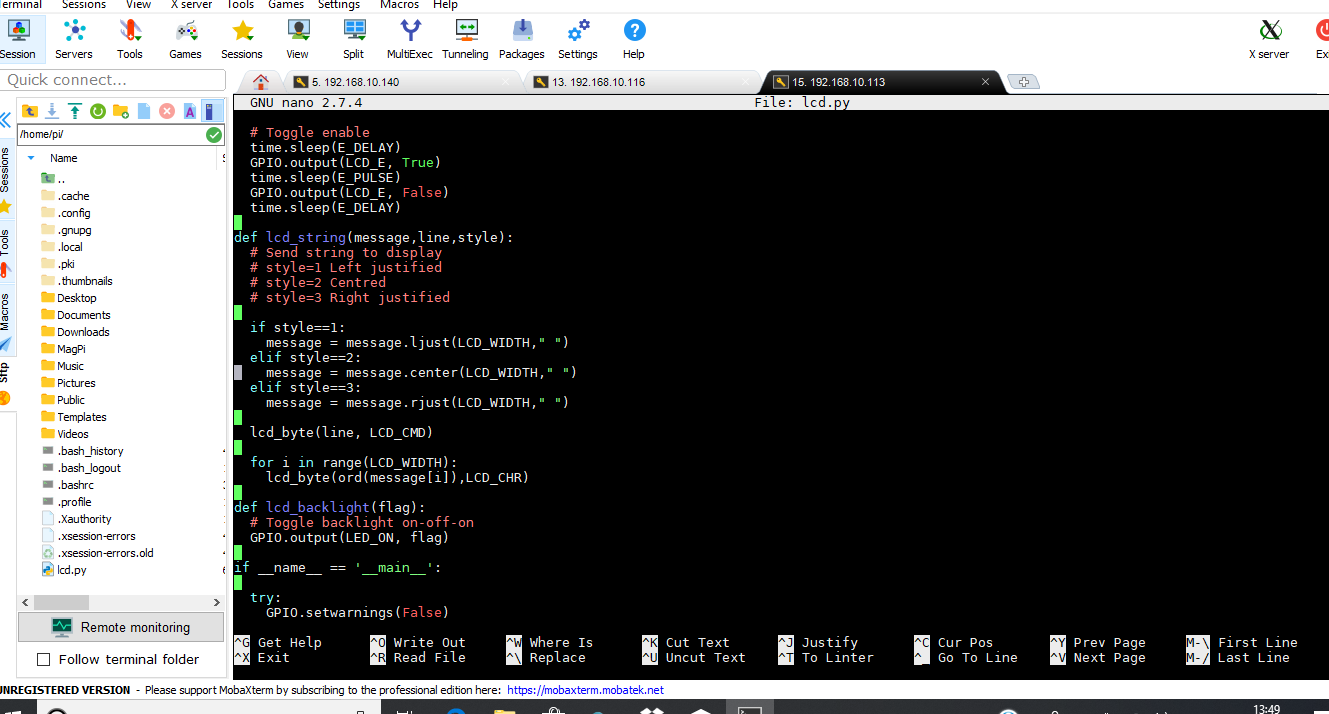 Terminal Sessions View X server Tools Games Settings Macros Help
Session Servers Tools Games Sessions View Split MultiExec Tunneling Packages Settings Help X server
Quick connect...
5. 192.168.10.140
13. 192.168.10.116
15. 192.168.10.113
/home/pi/
Name
..
.cache
.config
.gnupg
.local
.pki
.thumbnails
Desktop
Documents
Downloads
MagPi
Music
Pictures
Public
Templates
Videos
.bash_history
.bash_logout
.bashrc
.profile
.Xauthority
.xsession-errors
.xsession-errors.old
lcd.py
Sessions
Tools
Macros
Sftp
Remote monitoring
Follow terminal folder
GNU nano 2.7.4 File: lcd.py
# Toggle enable
time.sleep(E_DELAY)
GPIO.output(LCD_E, True)
time.sleep(E_PULSE)
GPIO.output(LCD_E, False)
time.sleep(E_DELAY)
def lcd_string(message,line,style):
# Send string to display
# style=1 Left justified
# style=2 Centred
# style=3 Right justified
if style==1:
message = message.ljust(LCD_WIDTH," ")
elif style==2:
message = message.center(LCD_WIDTH," ")
elif style==3:
message = message.rjust(LCD_WIDTH," ")
lcd_byte(line, LCD_CMD)
for i in range(LCD_WIDTH):
lcd_byte(ord(message[i]),LCD_CHR)
def lcd_backlight(flag):
# Toggle backlight on-off-on
GPIO.output(LED_ON, flag)
if __name__ == '__main__':
try:
GPIO.setwarnings(False)
^G Get Help ^O Write Out ^W Where Is ^K Cut Text ^J Justify ^C Cur Pos ^Y Prev Page M-\ First Line
^X Exit ^R Read File ^\ Replace ^U Uncut Text ^T To Linter ^_ Go To Line ^V Next Page M-/ Last Line
UNREGISTERED VERSION - Please support MobaXterm by subscribing to the professional edition here: https://mobaxterm.mobatek.net
13:49